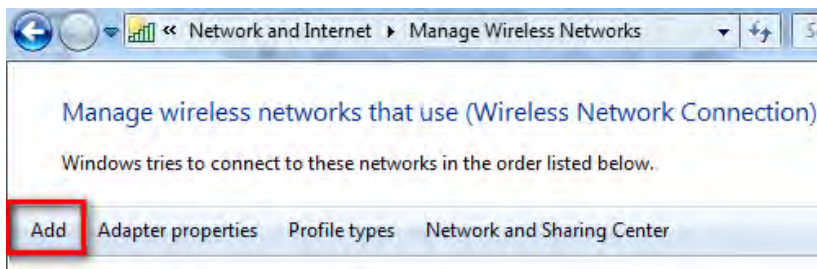 « Network and Internet ▸ Manage Wireless Networks
Manage wireless networks that use (Wireless Network Connection)
Windows tries to connect to these networks in the order listed below.
Add Adapter properties Profile types Network and Sharing Center